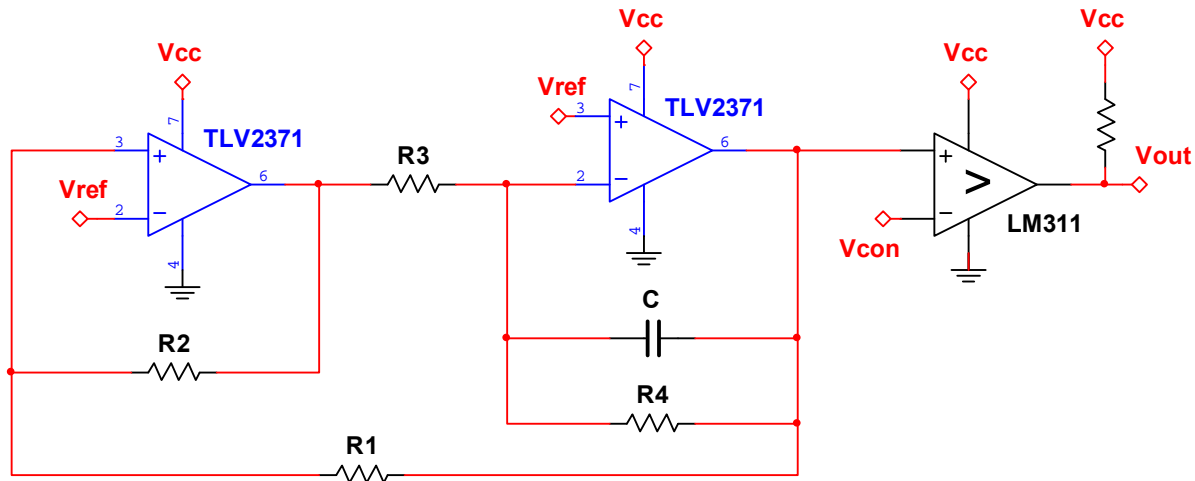 Vcc
7
TLV2371
3
+
6
Vref
2
−
4
R2
R1
R3
Vcc
7
TLV2371
Vref
3
+
6
2
−
4
C
R4
Vcc
+
V
−
Vcon
LM311
Vcc
Vout